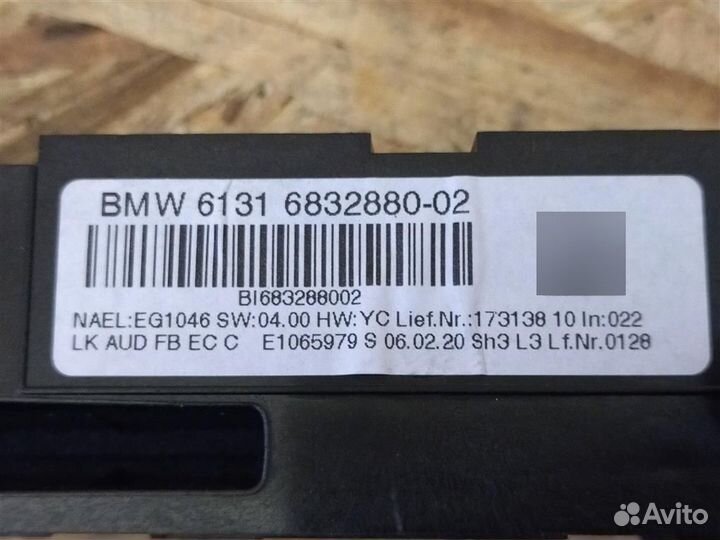 BMW 6131 6832880-02
BI683288002
NAEL:EG1046 SW:04.00 HW:YC Lief.Nr.:173138 10 In:022
LK AUD FB EC C E1065979 S 06.02.20 Sh3 L3 Lf.Nr.0128
Avito